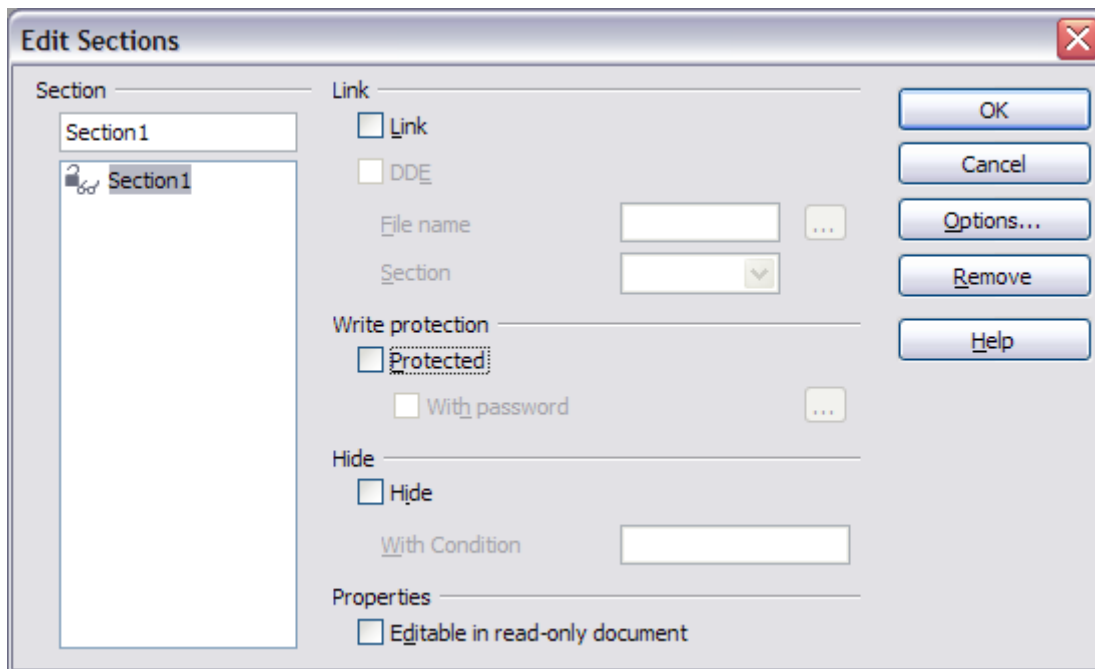 Edit Sections
Section
Section1
Section1
Link
Link
DDE
File name
...
Section
Write protection
Protected
With password
...
Hide
Hide
With Condition
Properties
Editable in read-only document
OK
Cancel
Options...
Remove
Help